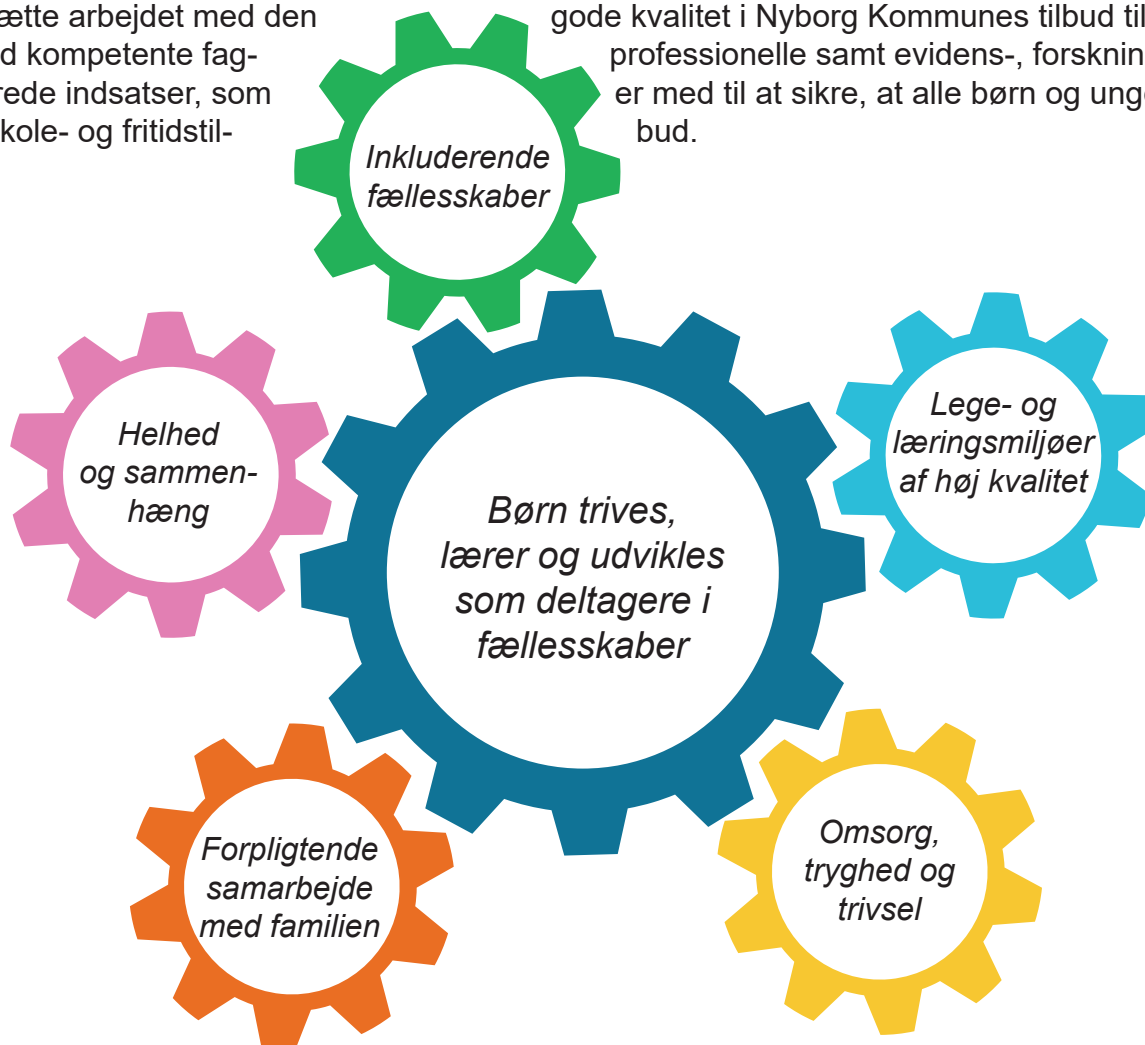 ætte arbejdet med den gode kvalitet i Nyborg Kommunes tilbud til
d kompetente fag- professionelle samt evidens-, forsknin
rede indsatser, som er med til at sikre, at alle børn og ung
kole- og fritidstil- bud.
Inkluderende
fællesskaber
Helhed
og sammen-
hæng
Lege- og
læringsmiljøer
af høj kvalitet
Børn trives,
lærer og udvikles
som deltagere i
fællesskaber
Forpligtende
samarbejde
med familien
Omsorg,
tryghed og
trivsel